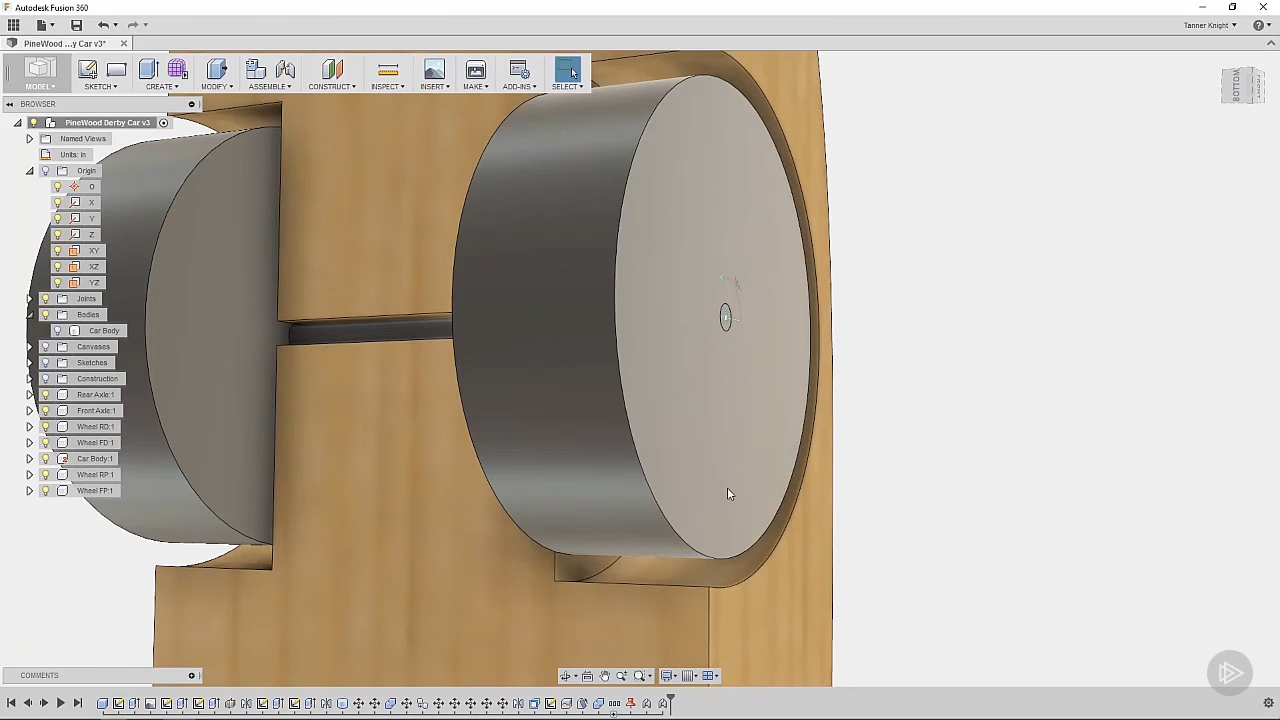 Autodesk Fusion 360
Tanner Knight
PineWood ...y Car v3*
MODEL
SKETCH
CREATE
MODIFY
ASSEMBLE
CONSTRUCT
INSPECT
INSERT
MAKE
ADD-INS
SELECT
BROWSER
BOTTOM
PineWood Derby Car v3
Named Views
Units: in
Origin
O
X
Y
Z
XY
XZ
YZ
Joints
Bodies
Car Body
Canvases
Sketches
Construction
Rear Axle:1
Front Axle:1
Wheel RD:1
Wheel FD:1
Car Body:1
Wheel RP:1
Wheel FP:1
COMMENTS